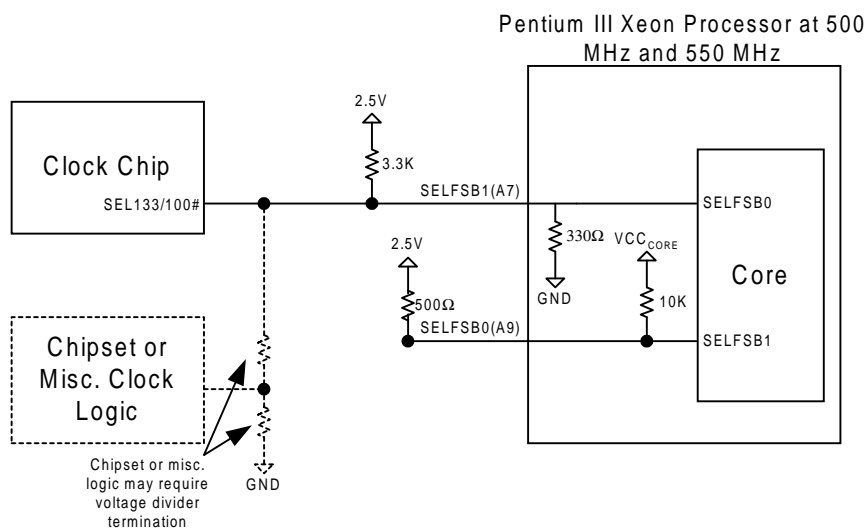 Pentium III Xeon Processor at 500
MHz and 550 MHz
2.5V
Clock Chip
3.3K
SEL133/100#
SELFSB1(A7)
SELFSB0
330Ω
2.5V
VCCCORE
Core
GND
500Ω
10K
SELFSB0(A9)
SELFSB1
Chipset or
Misc. Clock
Logic
Chipset or misc.
logic may require
voltage divider
termination
GND